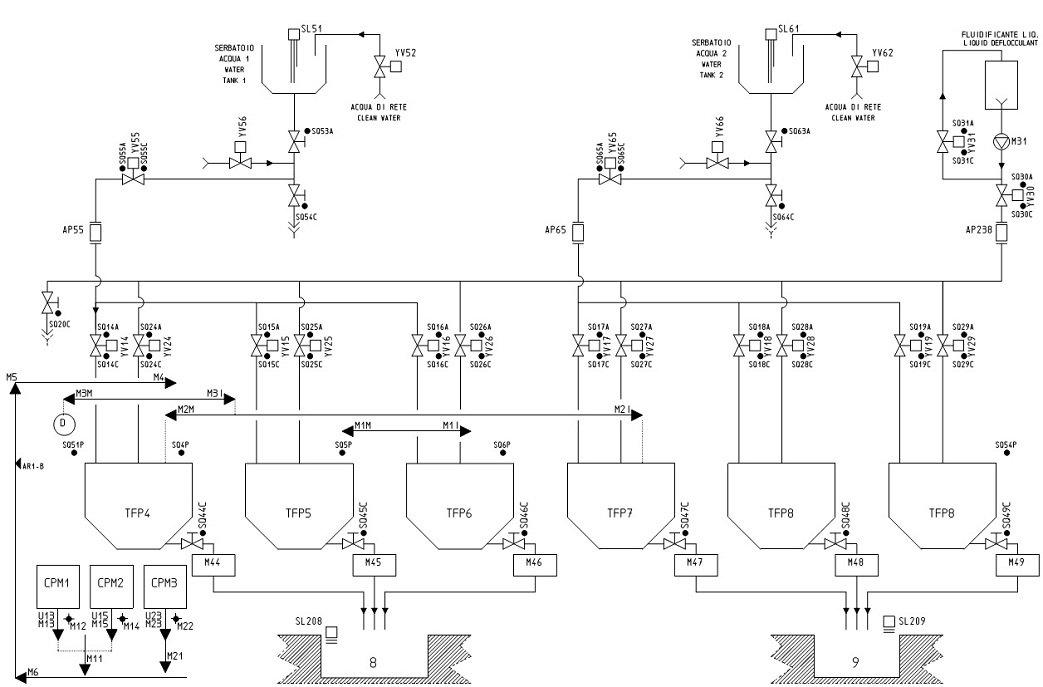 SL51
SERBATOIO
ACQUA 1
WATER
TANK 1
YV52
ACQUA DI RETE
CLEAN WATER
SL61
SERBATOIO
ACQUA 2
WATER
TANK 2
YV62
ACQUA DI RETE
CLEAN WATER
FLUIDIFICANTE LIQ.
LIQUID DEFLOCCULANT
SQ55A
YV55
SQ55C
YV56
SQ53A
SQ54C
SQ65A
YV65
SQ65C
YV66
SQ63A
SQ64C
SQ31A
YV31
SQ31C
M31
SQ30A
YV30
SQ30C
AP55
AP65
AP238
SQ20C
SQ14A
YV14
SQ14C
SQ24A
YV24
SQ24C
SQ15A
YV15
SQ15C
SQ25A
YV25
SQ25C
SQ16A
YV16
SQ16C
SQ26A
YV26
SQ26C
SQ17A
YV17
SQ17C
SQ27A
YV27
SQ27C
SQ18A
YV18
SQ18C
SQ28A
YV28
SQ28C
SQ19A
YV19
SQ19C
SQ29A
YV29
SQ29C
M5
M4
M3M
M3I
M2M
M2I
D
M1M
M1I
SQ51P
SQ4P
SQ5P
SQ6P
SQ54P
AR1-B
TFP4
TFP5
TFP6
TFP7
TFP8
TFP8
SQ44C
SQ45C
SQ46C
SQ47C
SQ48C
SQ49C
M44
M45
M46
M47
M48
M49
CPM1
CPM2
CPM3
U13
M13
M12
U15
M15
M14
U23
M23
M22
M11
M21
M6
SL208
8
SL209
9